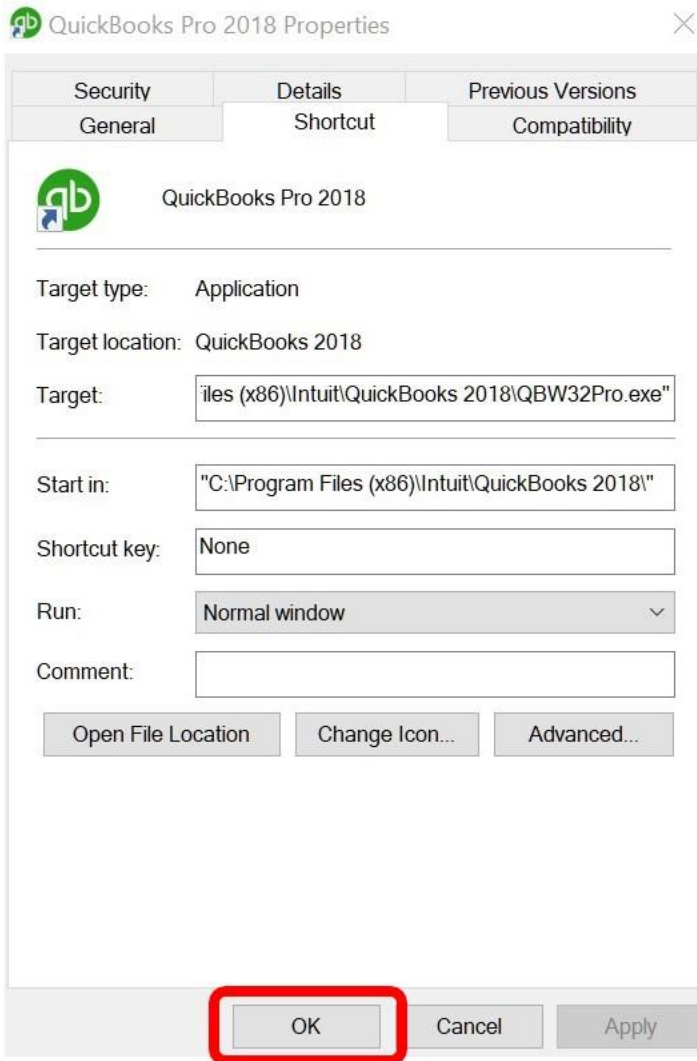 QuickBooks Pro 2018 Properties
Security Details Previous Versions
General Shortcut Compatibility
qb
QuickBooks Pro 2018
Target type: Application
Target location: QuickBooks 2018
Target: iles (x86)\Intuit\QuickBooks 2018\QBW32Pro.exe"
Start in: "C:\Program Files (x86)\Intuit\QuickBooks 2018\"
Shortcut key: None
Run: Normal window
Comment:
Open File Location Change Icon... Advanced...
OK Cancel Apply